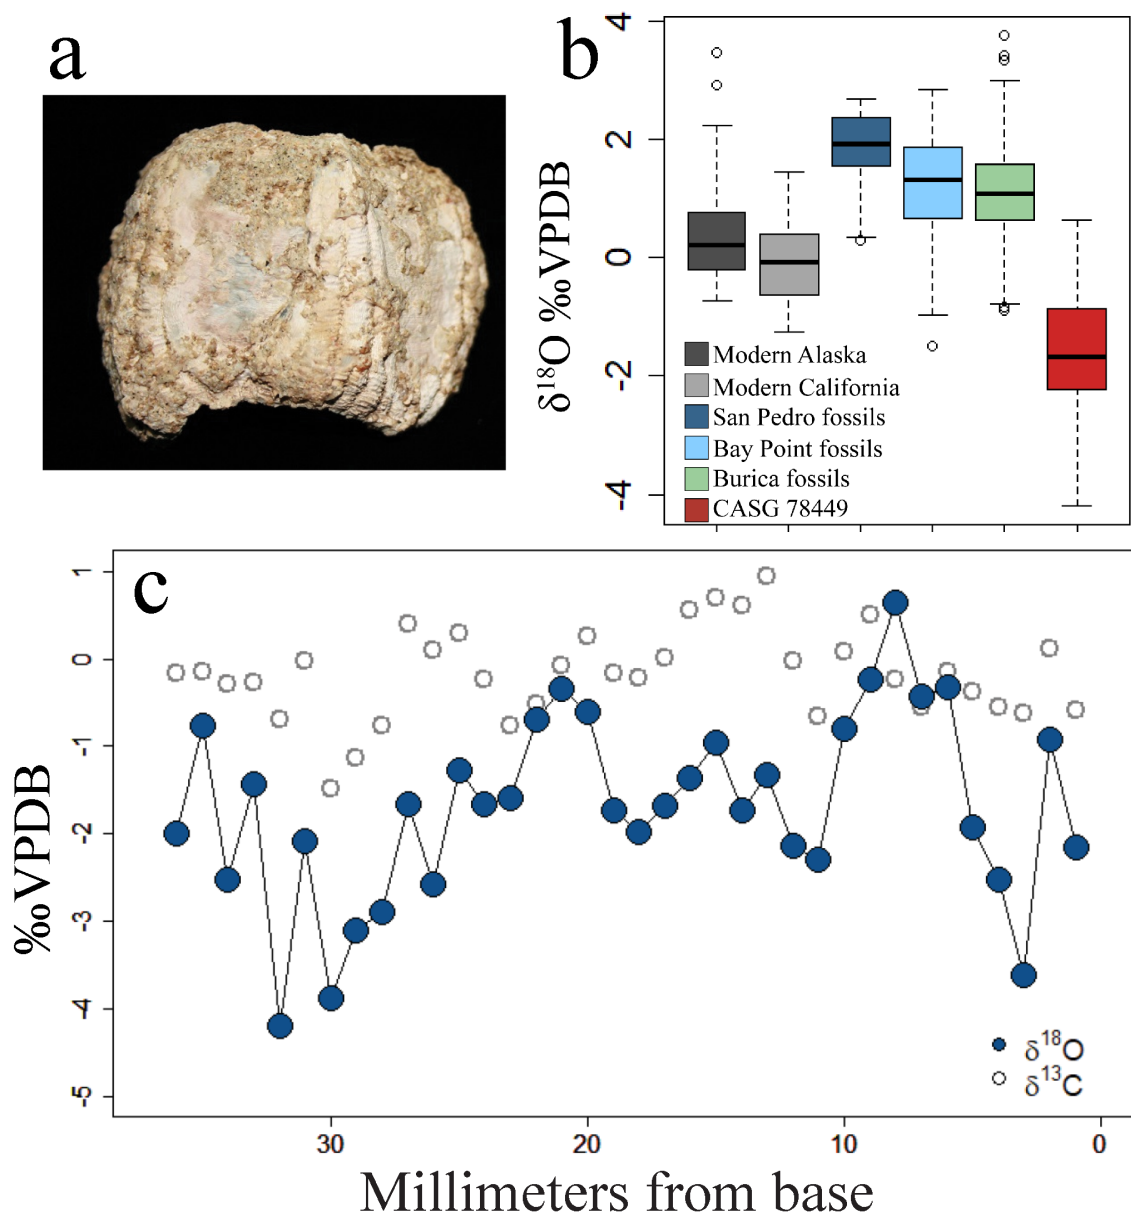 a
b
4
2
0
-2
-4
δ¹⁸O ‰VPDB
Modern Alaska
Modern California
San Pedro fossils
Bay Point fossils
Burica fossils
CASG 78449
c
1
0
-1
-2
-3
-4
-5
‰VPDB
δ¹⁸O
δ¹³C
30 20 10 0
Millimeters from base